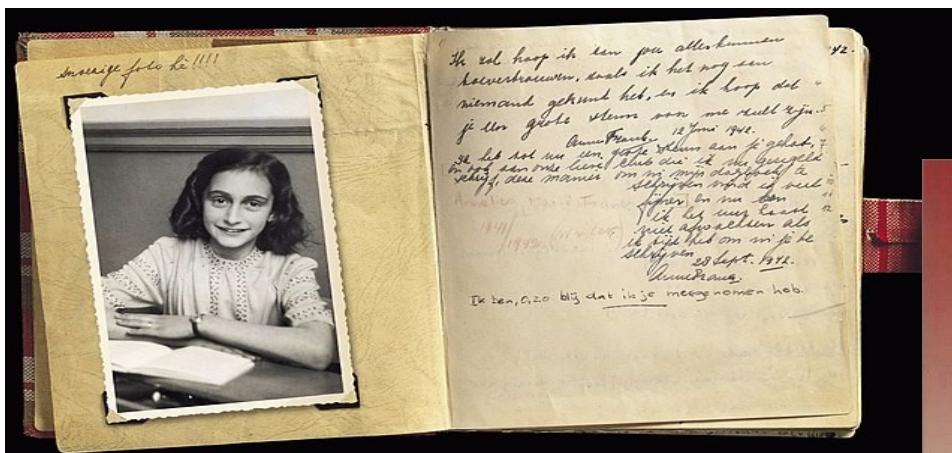 snoezige foto hè!!!!
Ik zal hoop ik aan jou alles kunnen
toevertrouwen, zoals ik het nog aan
niemand gekund heb, en ik hoop dat
je een grote steun voor me zult zijn.
Anne Frank. 12 Juni 1942.
Ik heb tot nu een grote steun aan je gehad,
en ook aan onze lieve club die ik nu geregeld
schrijf, deze manier om in mijn dagboek te
schrijven vind ik veel
fijner en nu kan
ik het uur haast
niet afwachten als
ik tijd heb om in je te
schrijven.
28 Sept. 1942.
Anne Frank.
Ik ben, o, zo blij dat ik je meegenomen heb.
42.